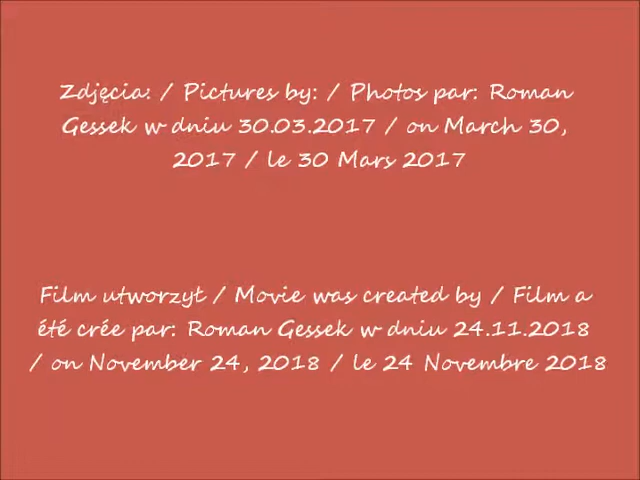 Zdjęcia: / Pictures by: / Photos par: Roman
Gessek w dniu 30.03.2017 / on March 30,
2017 / le 30 Mars 2017
Film utworzył / Movie was created by / Film a
été crée par: Roman Gessek w dniu 24.11.2018
/ on November 24, 2018 / le 24 Novembre 2018